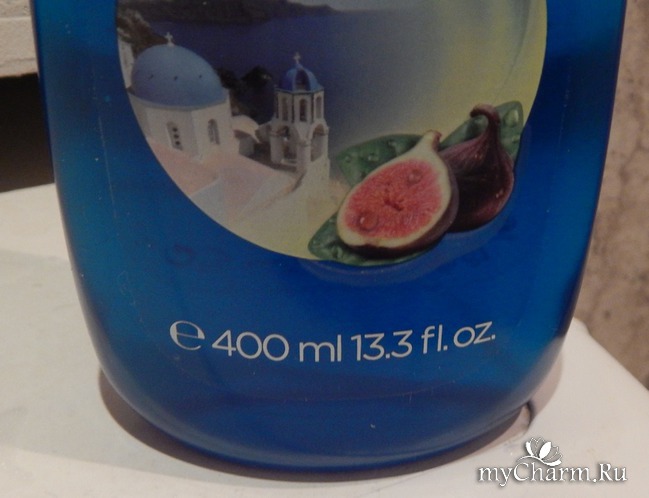 ℮ 400 ml 13.3 fl. oz.
myCharm.Ru